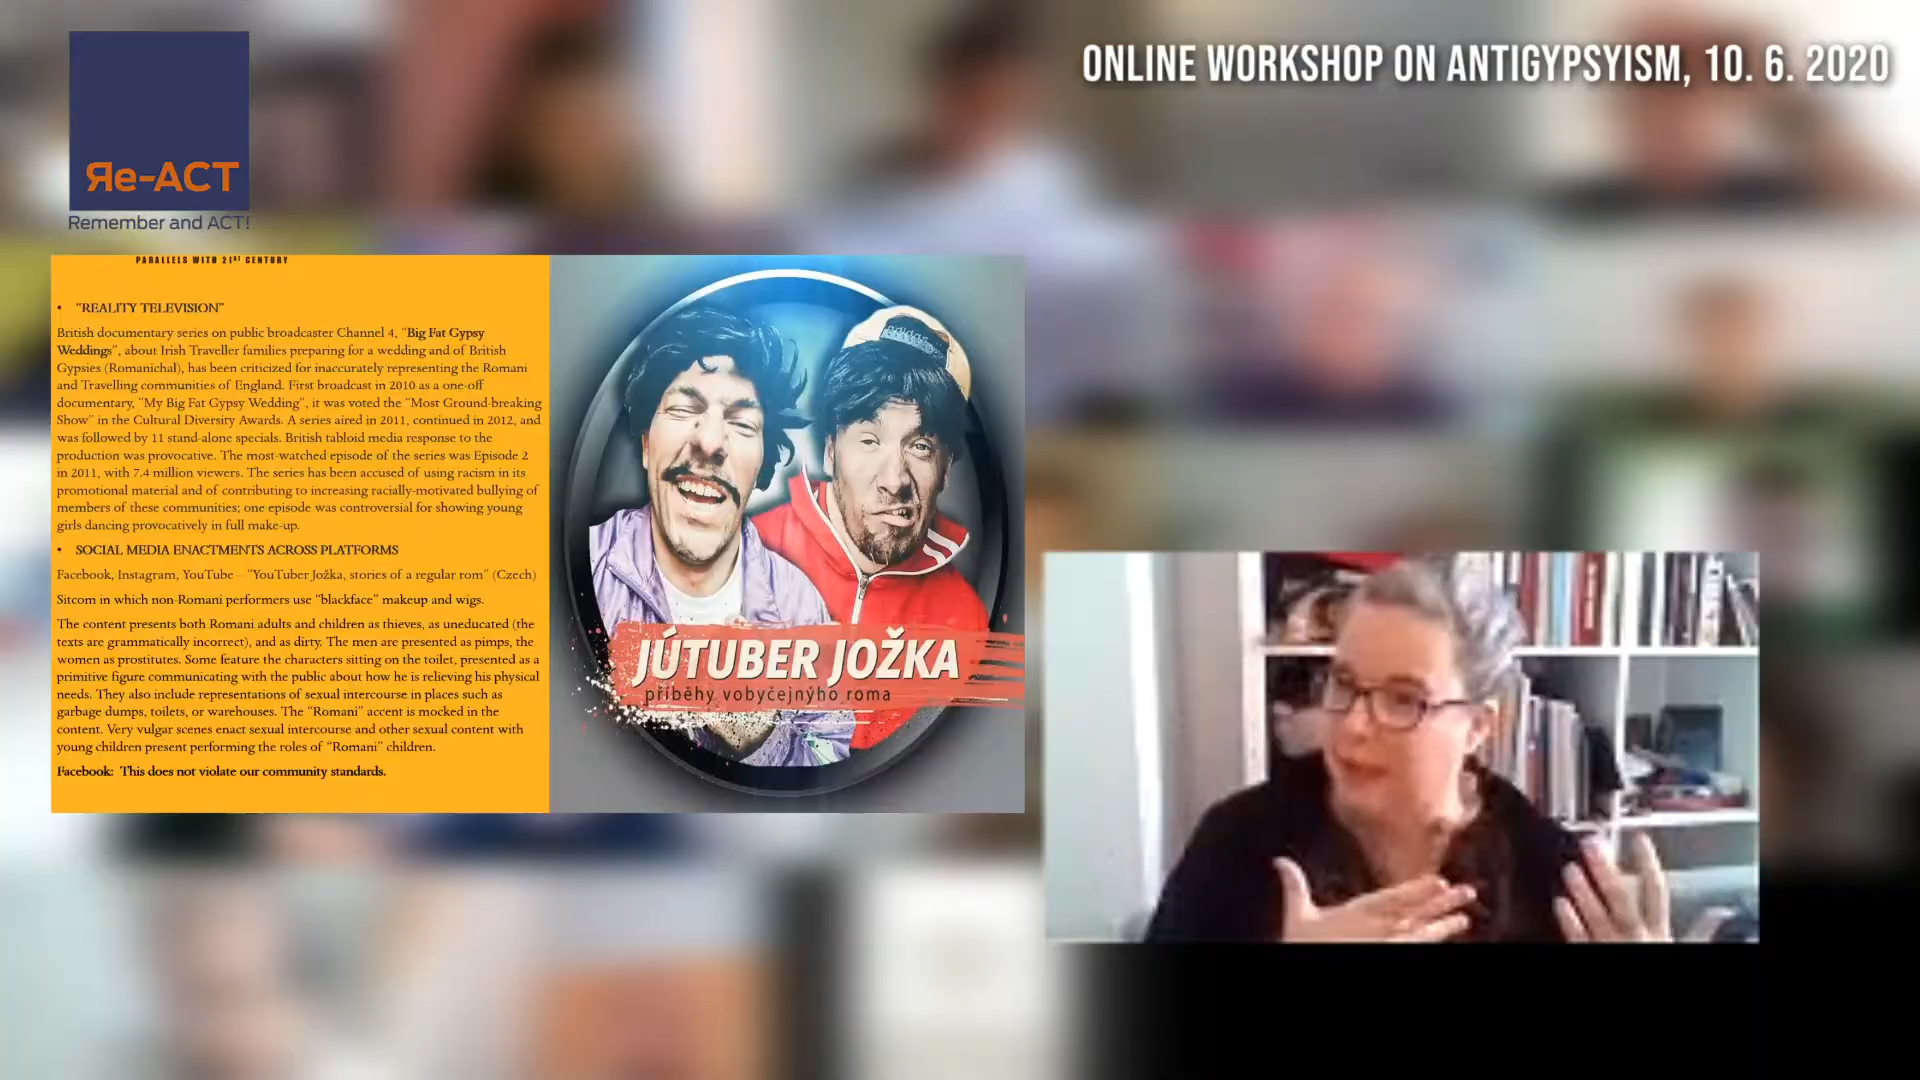 ONLINE WORKSHOP ON ANTIGYPSYISM, 10. 6. 2020
Яe-ACT
Remember and ACT!
PARALLELS WITH 21ST CENTURY
• “REALITY TELEVISION”
British documentary series on public broadcaster Channel 4, “Big Fat Gypsy
Weddings”, about Irish Traveller families preparing for a wedding and of British
Gypsies (Romanichal), has been criticized for inaccurately representing the Romani
and Travelling communities of England. First broadcast in 2010 as a one-off
documentary, “My Big Fat Gypsy Wedding”, it was voted the “Most Ground-breaking
Show” in the Cultural Diversity Awards. A series aired in 2011, continued in 2012, and
was followed by 11 stand-alone specials. British tabloid media response to the
production was provocative. The most-watched episode of the series was Episode 2
in 2011, with 7.4 million viewers. The series has been accused of using racism in its
promotional material and of contributing to increasing racially-motivated bullying of
members of these communities; one episode was controversial for showing young
girls dancing provocatively in full make-up.
• SOCIAL MEDIA ENACTMENTS ACROSS PLATFORMS
Facebook, Instagram, YouTube – “YouTuber Jožka, stories of a regular rom” (Czech)
Sitcom in which non-Romani performers use “blackface” makeup and wigs.
The content presents both Romani adults and children as thieves, as uneducated (the
texts are grammatically incorrect), and as dirty. The men are presented as pimps, the
women as prostitutes. Some feature the characters sitting on the toilet, presented as a
primitive figure communicating with the public about how he is relieving his physical
needs. They also include representations of sexual intercourse in places such as
garbage dumps, toilets, or warehouses. The “Romani” accent is mocked in the
content. Very vulgar scenes enact sexual intercourse and other sexual content with
young children present performing the roles of “Romani” children.
Facebook: This does not violate our community standards.
adidas
JÚTUBER JOŽKA
příběhy vobyčejnýho roma